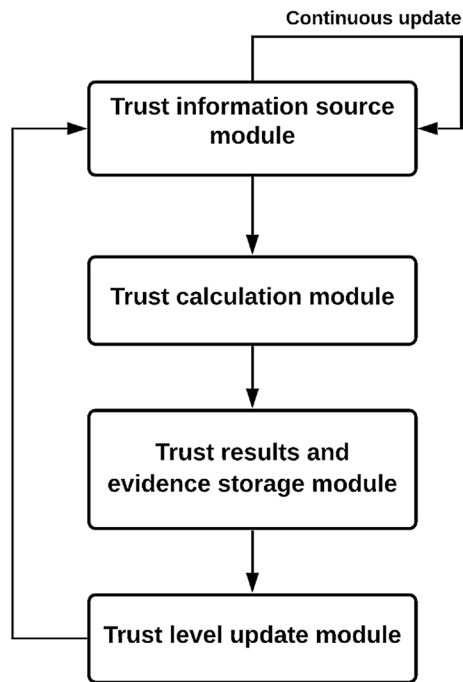 Continuous update
Trust information source
module
Trust calculation module
Trust results and
evidence storage module
Trust level update module